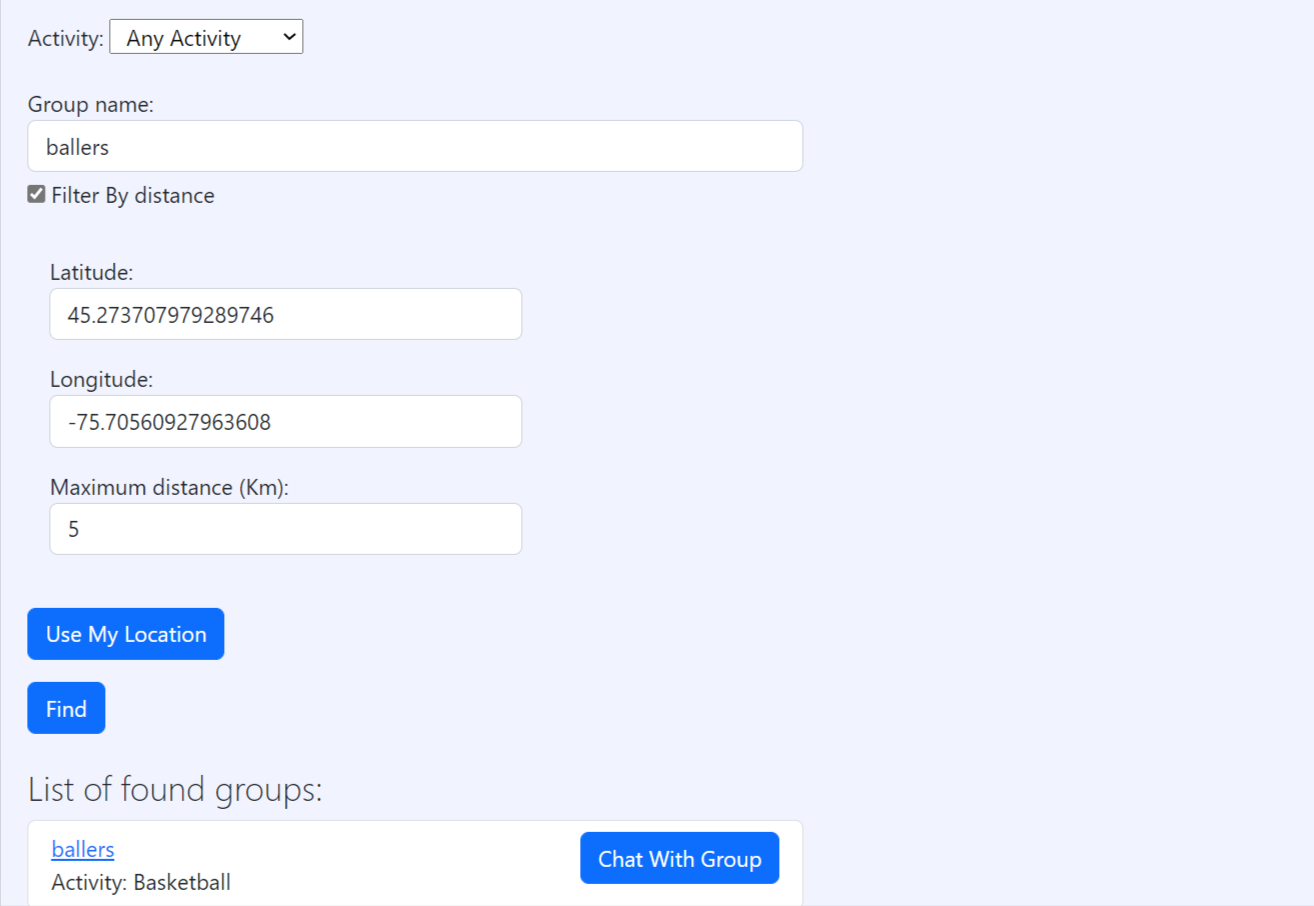 Activity: Any Activity
Group name:
ballers
Filter By distance
Latitude:
45.273707979289746
Longitude:
-75.70560927963608
Maximum distance (Km):
5
Use My Location
Find
List of found groups:
ballers
Chat With Group
Activity: Basketball